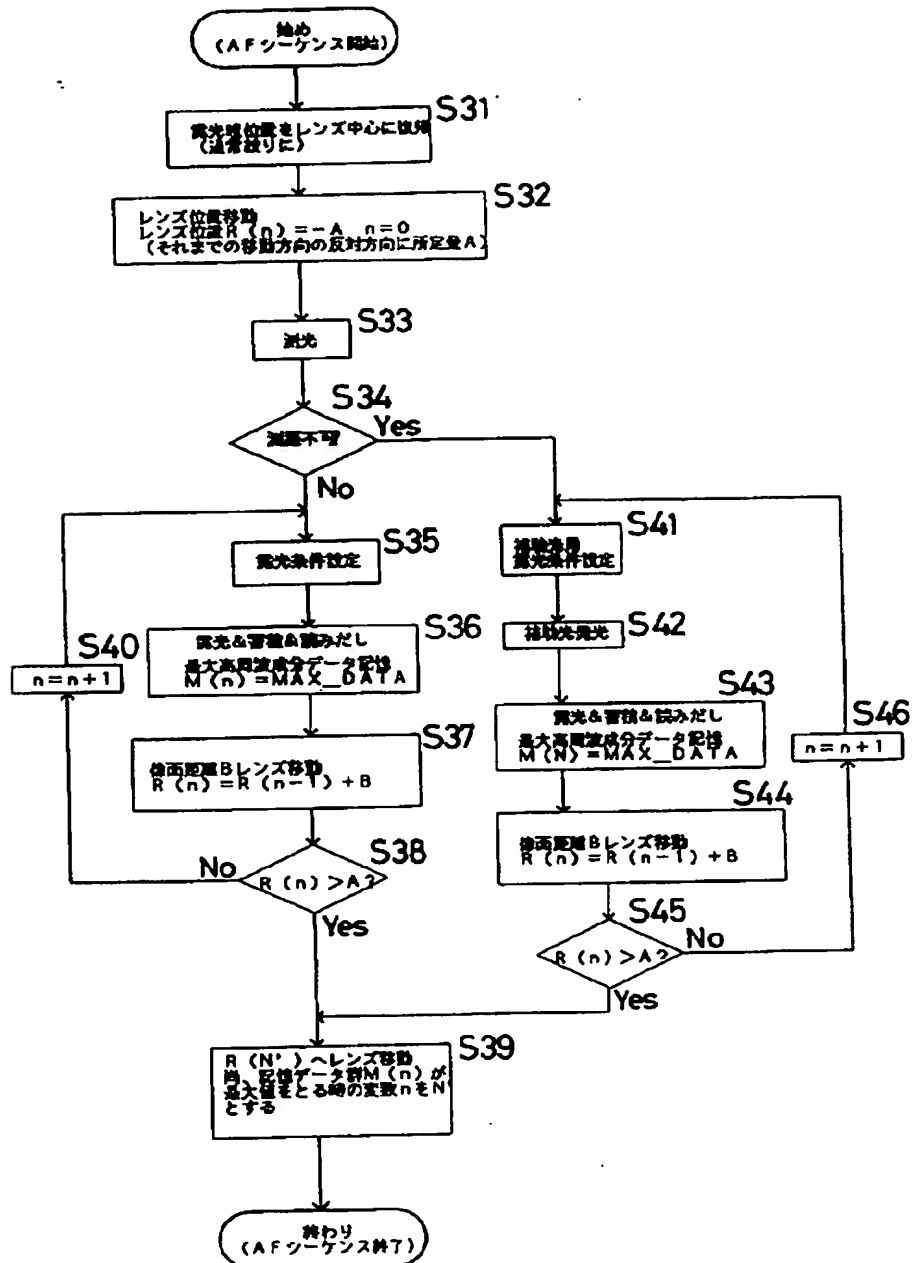 始め
(AFシーケンス開始)
S31
露光時位置をレンズ中心に復帰
(通常絞りに)
S32
レンズ位置移動
レンズ位置R(n)=-A n=0
(それまでの移動方向の反対方向に所定量A)
S33
測光
S34
Yes
No
S35
露光条件設定
S36
露光&蓄積&読みだし
最大高周波成分データ記憶
M(n)=MAX_DATA
S40
n=n+1
S37
像面距離Bレンズ移動
R(n)=R(n-1)+B
S38
No
R(n)>A?
Yes
S41
補助光用
露光条件設定
S42
補助光発光
S43
露光&蓄積&読みだし
最大高周波成分データ記憶
M(N)=MAX_DATA
S46
n=n+1
S44
像面距離Bレンズ移動
R(n)=R(n-1)+B
S45
No
R(n)>A?
Yes
S39
R(N')へレンズ移動
尚、記憶データ群M(n)が
最大値をとる時の変数nをN
とする
終わり
(AFシーケンス終了)